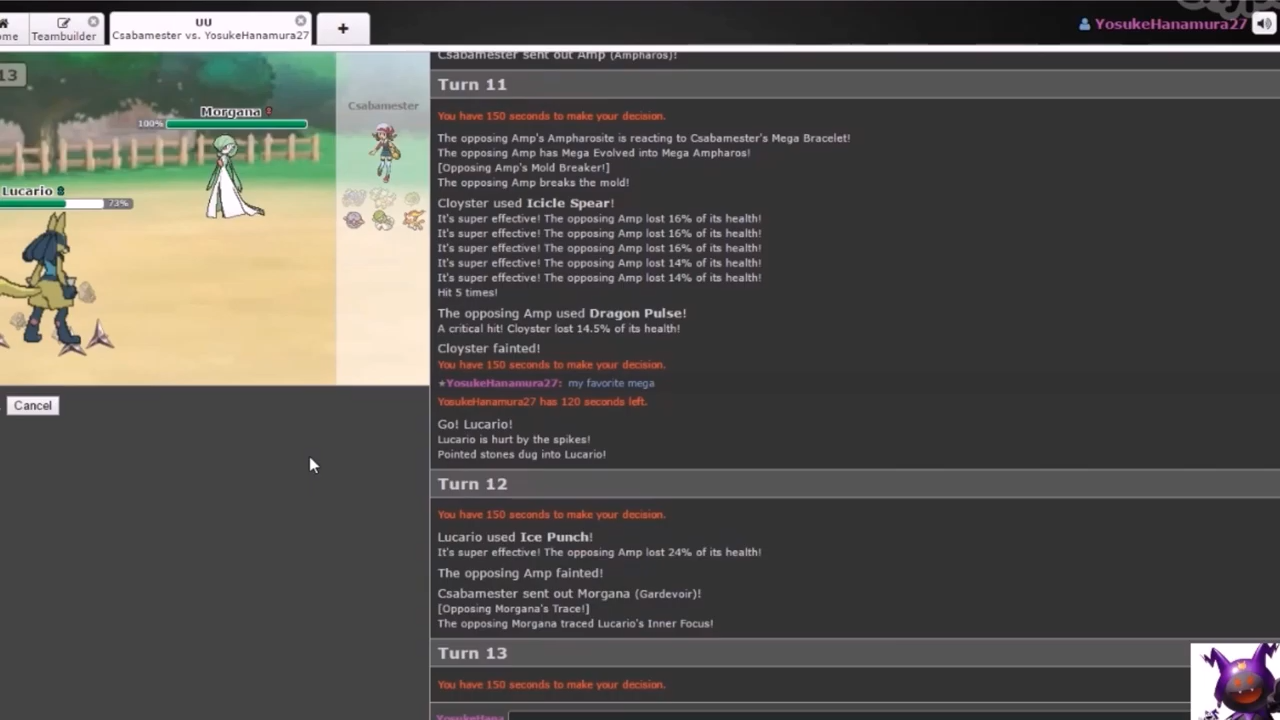 UU
YosukeHanamura27
ome
Teambuilder
Csabamester vs. YosukeHanamura27
+
Csabamester sent out Amp (Ampharos)!
13
Turn 11
Morgana
Csabamester
100%
You have 150 seconds to make your decision.
The opposing Amp's Ampharosite is reacting to Csabamester's Mega Bracelet!
The opposing Amp has Mega Evolved into Mega Ampharos!
[Opposing Amp's Mold Breaker!]
The opposing Amp breaks the mold!
Lucario
73%
Cloyster used Icicle Spear!
It's super effective! The opposing Amp lost 16% of its health!
It's super effective! The opposing Amp lost 16% of its health!
It's super effective! The opposing Amp lost 16% of its health!
It's super effective! The opposing Amp lost 14% of its health!
It's super effective! The opposing Amp lost 14% of its health!
Hit 5 times!
The opposing Amp used Dragon Pulse!
A critical hit! Cloyster lost 14.5% of its health!
Cloyster fainted!
You have 150 seconds to make your decision.
★YosukeHanamura27: my favorite mega
YosukeHanamura27 has 120 seconds left.
Cancel
Go! Lucario!
Lucario is hurt by the spikes!
Pointed stones dug into Lucario!
Turn 12
You have 150 seconds to make your decision.
Lucario used Ice Punch!
It's super effective! The opposing Amp lost 24% of its health!
The opposing Amp fainted!
Csabamester sent out Morgana (Gardevoir)!
[Opposing Morgana's Trace!]
The opposing Morgana traced Lucario's Inner Focus!
Turn 13
You have 150 seconds to make your decision.
YosukeHana